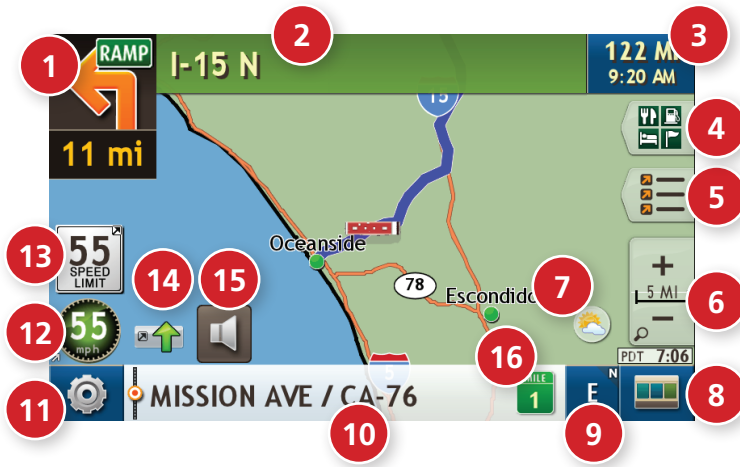 1
RAMP
11 mi
2
I-15 N
3
122 M
9:20 AM
4
15
5
Oceanside
13
55
SPEED
LIMIT
14
15
78
Escondido
7
+
5 MI
−
6
12
55
mph
16
PDT 7:06
11
MISSION AVE / CA-76
5
10
MILE
1
N
E
9
8